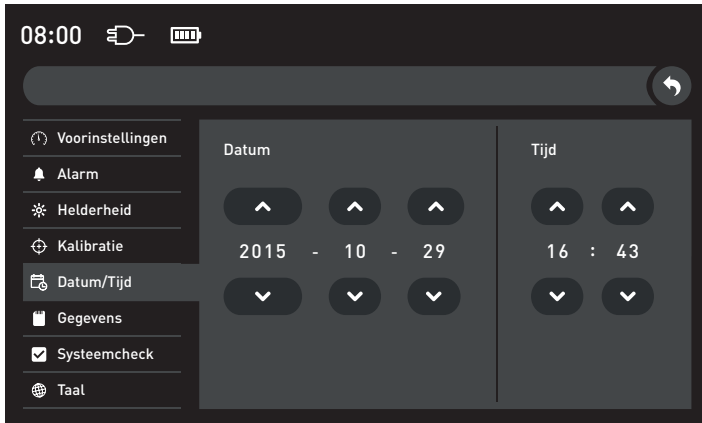 08:00
Voorinstellingen
Alarm
Helderheid
Kalibratie
Datum/Tijd
Gegevens
Systeemcheck
Taal
Datum
2015 - 10 - 29
Tijd
16 : 43